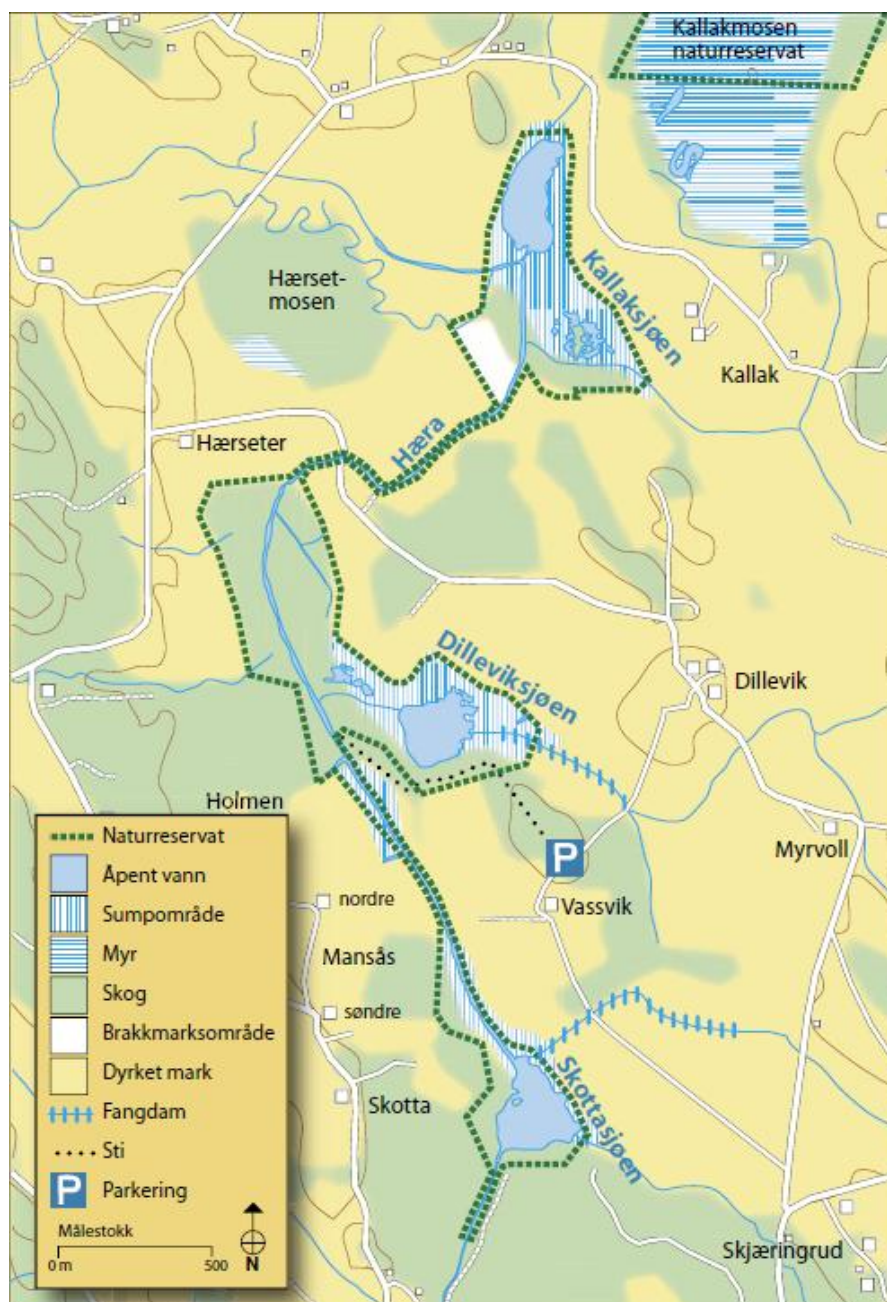 Kallakmosen
naturreservat
Kallaksjøen
Hærset-
mosen
Kallak
Hæra
Hærseter
Dilleviksjøen
Dillevik
Holmen
Myrvoll
P
Vassvik
nordre
Mansås
søndre
Skotta
Skottasjøen
Skjæringrud
Naturreservat
Åpent vann
Sumpområde
Myr
Skog
Brakkmarksområde
Dyrket mark
Fangdam
Sti
P Parkering
Målestokk
0 m 500 N